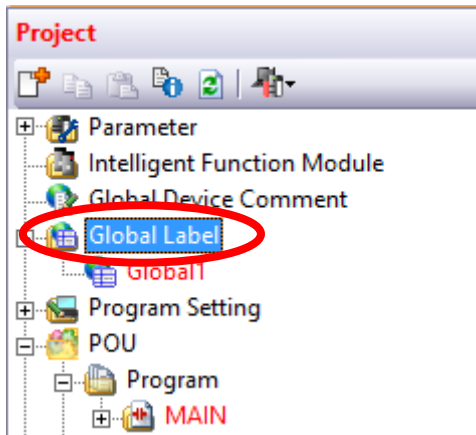 Project
Parameter
Intelligent Function Module
Global Device Comment
Global Label
Global1
Program Setting
POU
Program
MAIN